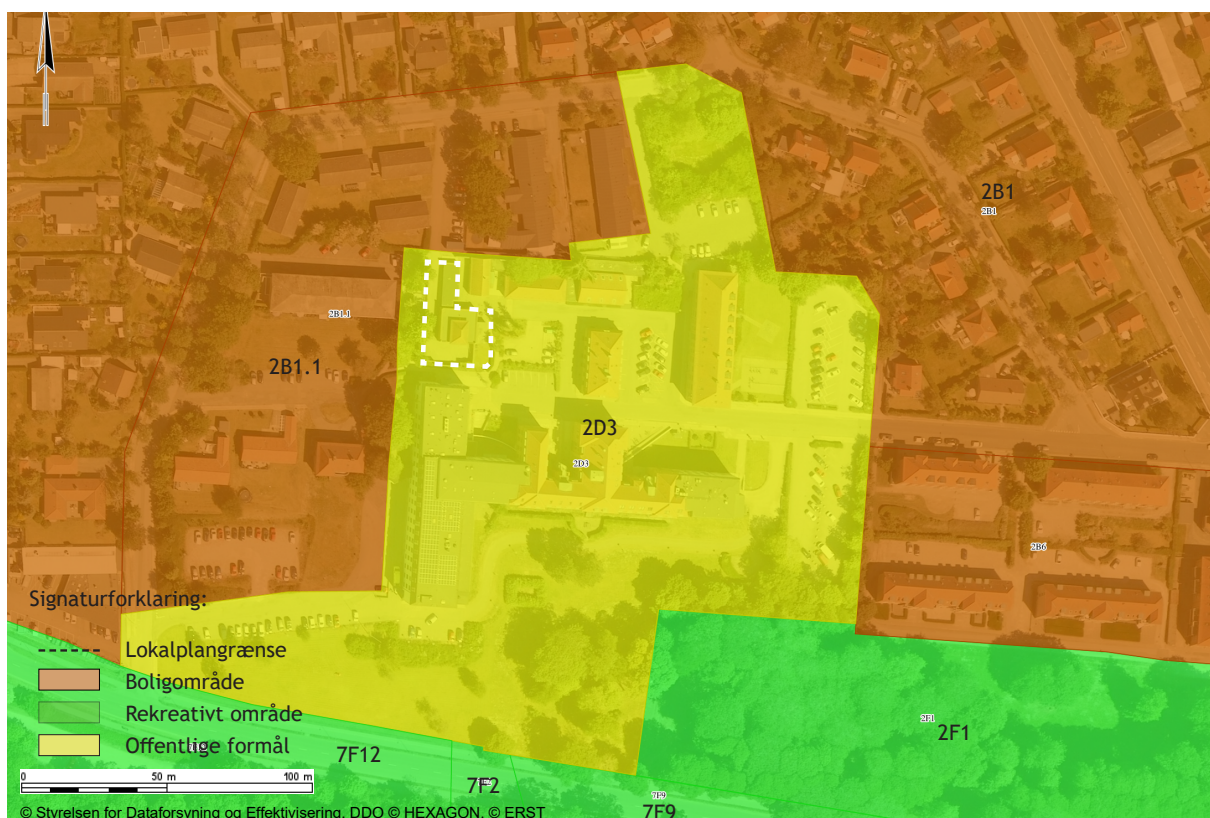 2B1
2B1
2B1.1
2B1.1
2D3
2D3
2B6
Signaturforklaring:
Lokalplangrænse
Boligområde
Rekreativt område
Offentlige formål
2F1
2F1
7F12
7F2
7F9
7F9
0 50 m 100 m
© Styrelsen for Dataforsyning og Effektivisering, DDO © HEXAGON, © ERST